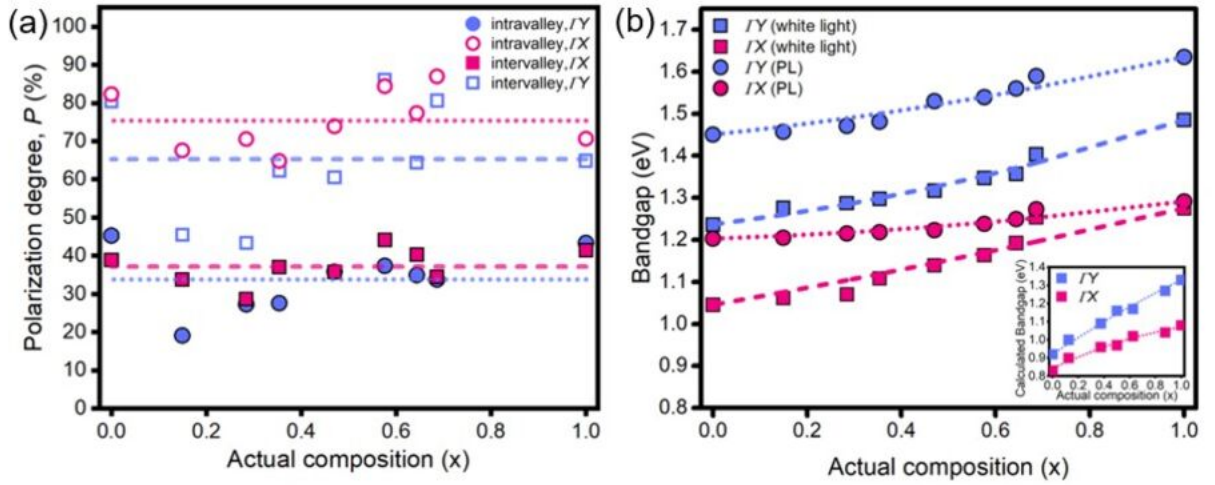 (a)
Polarization degree, P (%)
100
90
80
70
60
50
40
30
20
10
0
intravalley, ΓY
intravalley, ΓX
intervalley, ΓX
intervalley, ΓY
0.0 0.2 0.4 0.6 0.8 1.0
Actual composition (x)
(b)
Bandgap (eV)
1.7
1.6
1.5
1.4
1.3
1.2
1.1
1.0
0.9
0.8
ΓY (white light)
ΓX (white light)
ΓY (PL)
ΓX (PL)
Calculated Bandgap (eV)
1.4
1.3
1.2
1.1
1.0
0.9
0.8
ΓY
ΓX
0.0 0.2 0.4 0.6 0.8 1.0
Actual composition (x)
0.0 0.2 0.4 0.6 0.8 1.0
Actual composition (x)